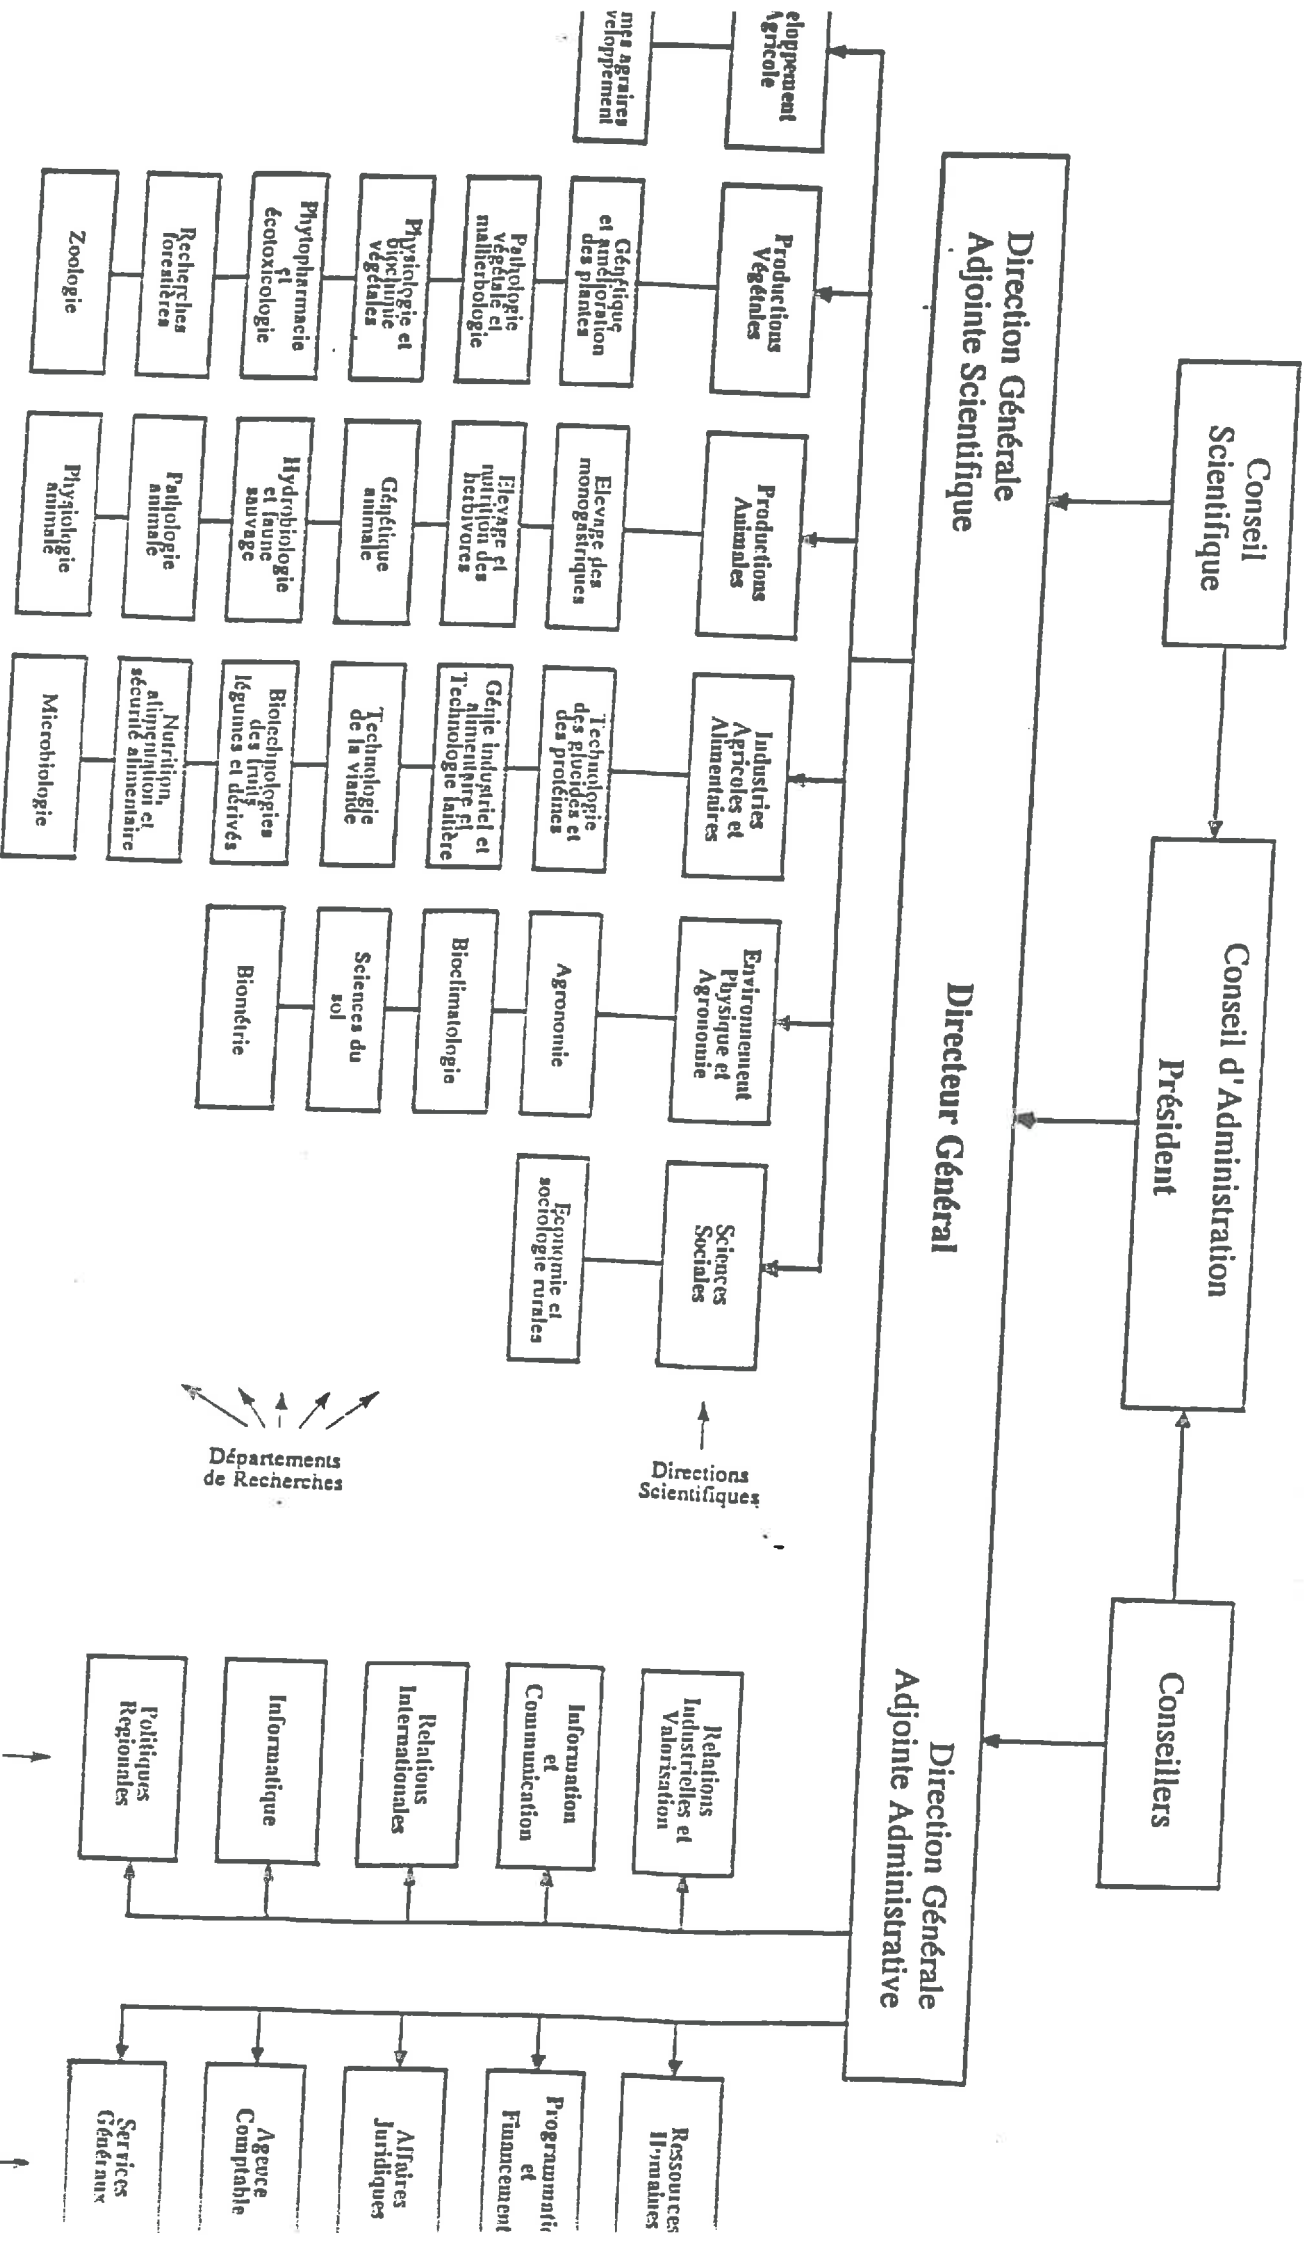 Conseil
Scientifique
Conseil d'Administration
Président
Conseillers
Direction Générale
Adjointe Scientifique
Directeur Général
Direction Générale
Adjointe Administrative
Agricole
mes agraires
Productions
Végétales
Génétique
et amélioration
des plantes
Pathologie
végétale et
malherbologie
Physiologie et
biochimie
végétales
Phytopharmacie
et
écotoxicologie
Recherches
forestières
Zoologie
Productions
Animales
Elevage des
monogastriques
Elevage et
nutrition des
herbivores
Génétique
animale
Hydrobiologie
et faune
sauvage
Pathologie
animale
Physiologie
animale
Industries
Agricoles et
Alimentaires
Technologie
des glucides et
des protéines
Génie industriel et
alimentaire et
Technologie laitière
Technologie
de la viande
Biotechnologies
des fruits
légumes et dérivés
Nutrition,
alimentation et
sécurité alimentaire
Microbiologie
Environnement
Physique et
Agronomie
Agronomie
Bioclimatologie
Sciences du
sol
Biométrie
Sciences
Sociales
Economie et
sociologie rurales
Directions
Scientifiques
Départements
de Recherches
Relations
Industrielles et
Valorisation
Information
et
Communication
Relations
Internationales
Informatique
Politiques
Regionales
Ressources
Humaines
et
Financement
Affaires
Juridiques
Agence
Comptable
Services
Généraux